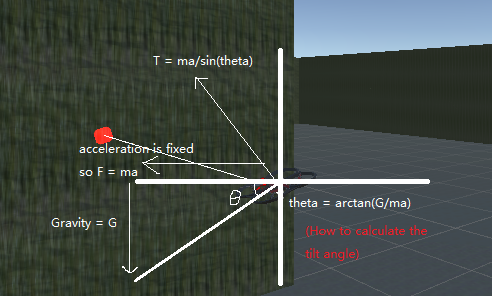 T = ma/sin(theta)
acceleration is fixed
so F = ma
θ
theta = arctan(G/ma)
Gravity = G
(How to calculate the
tilt angle)